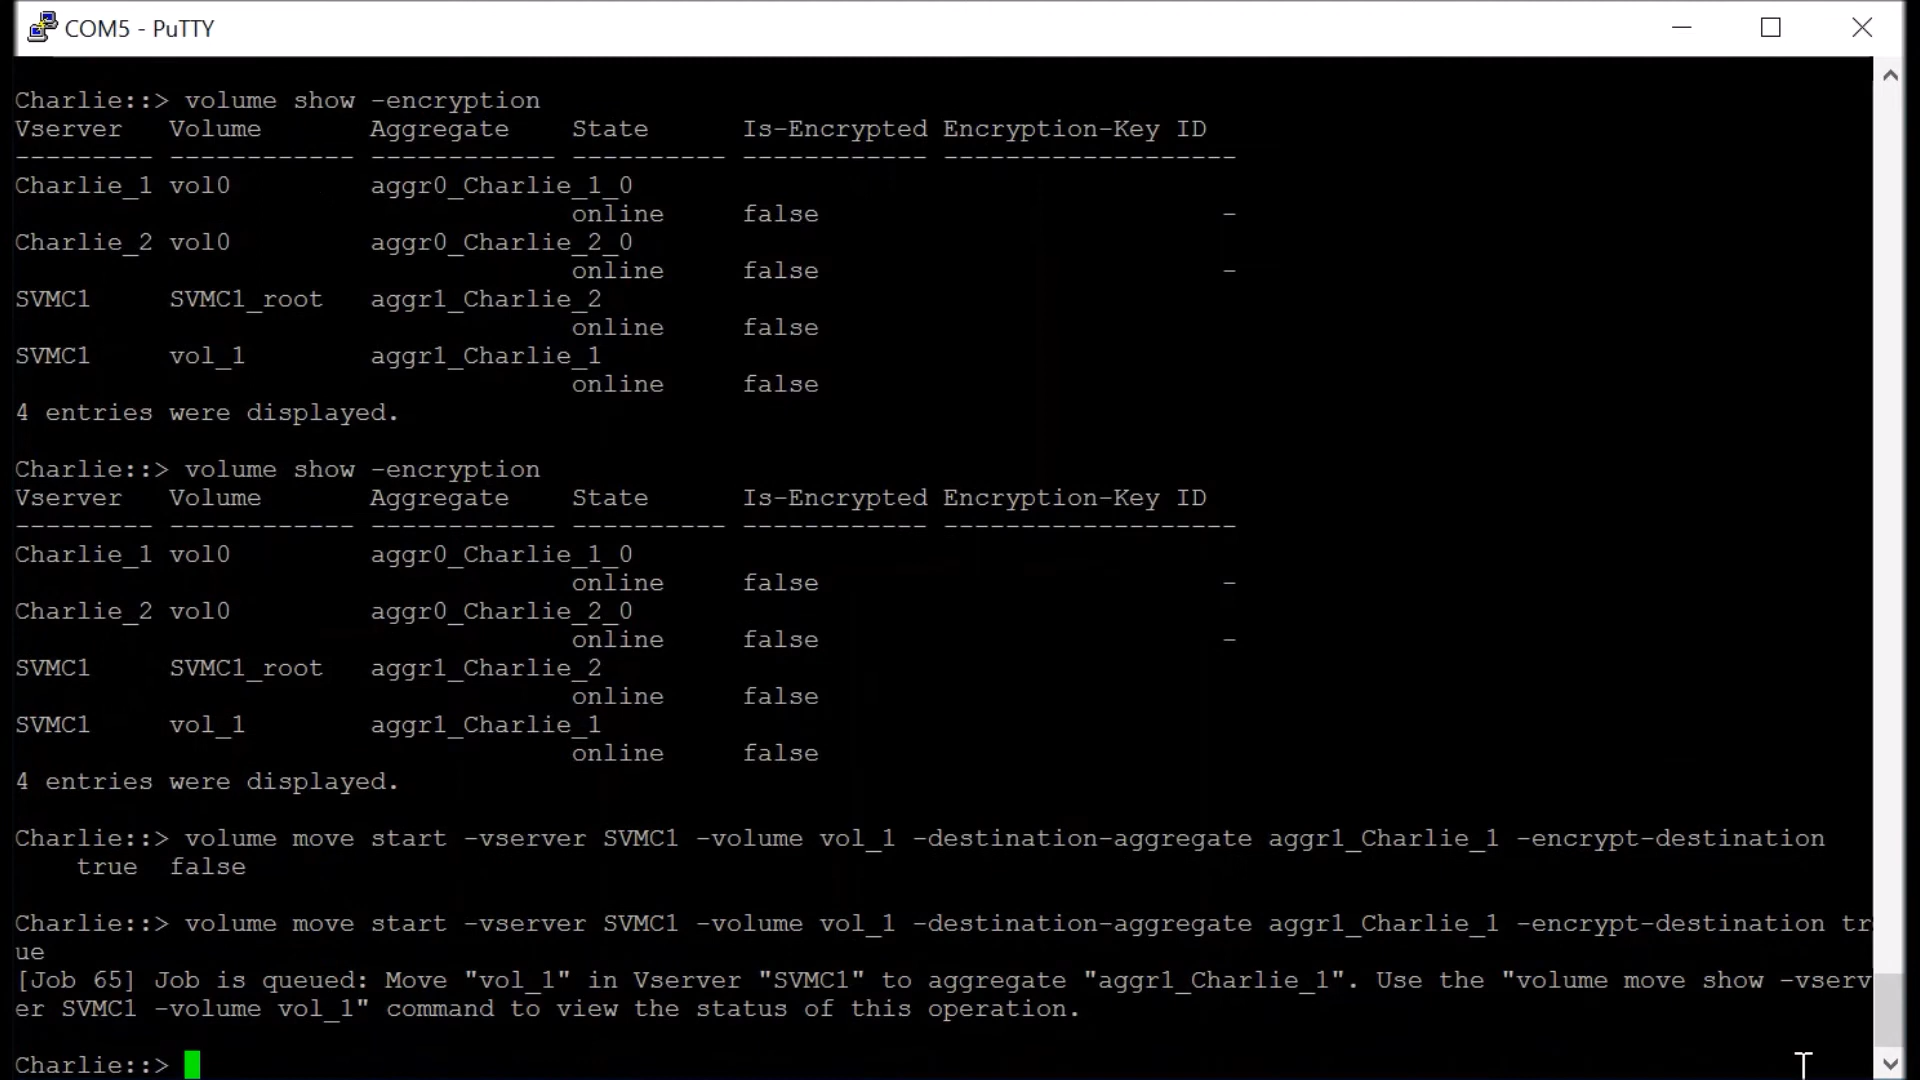 COM5 - PuTTY
Charlie::> volume show -encryption
Vserver   Volume       Aggregate    State      Is-Encrypted Encryption-Key ID
--------- ------------ ------------ ---------- ------------ -------------------
Charlie_1 vol0         aggr0_Charlie_1_0
                                    online     false                          -
Charlie_2 vol0         aggr0_Charlie_2_0
                                    online     false                          -
SVMC1     SVMC1_root   aggr1_Charlie_2
                                    online     false
SVMC1     vol_1        aggr1_Charlie_1
                                    online     false
4 entries were displayed.
Charlie::> volume show -encryption
Vserver   Volume       Aggregate    State      Is-Encrypted Encryption-Key ID
--------- ------------ ------------ ---------- ------------ -------------------
Charlie_1 vol0         aggr0_Charlie_1_0
                                    online     false                          -
Charlie_2 vol0         aggr0_Charlie_2_0
                                    online     false                          -
SVMC1     SVMC1_root   aggr1_Charlie_2
                                    online     false
SVMC1     vol_1        aggr1_Charlie_1
                                    online     false
4 entries were displayed.
Charlie::> volume move start -vserver SVMC1 -volume vol_1 -destination-aggregate aggr1_Charlie_1 -encrypt-destination
    true  false
Charlie::> volume move start -vserver SVMC1 -volume vol_1 -destination-aggregate aggr1_Charlie_1 -encrypt-destination tr
ue
[Job 65] Job is queued: Move "vol_1" in Vserver "SVMC1" to aggregate "aggr1_Charlie_1". Use the "volume move show -vserv
er SVMC1 -volume vol_1" command to view the status of this operation.
Charlie::>